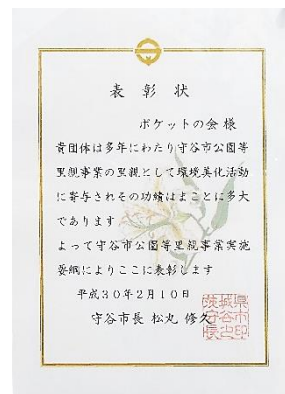 表彰状
ポケットの会 様
貴団体は多年にわたり守谷市公園等
里親事業の里親として環境美化活動
に寄与されその功績はまことに多大
であります
よって守谷市公園等里親事業実施
要綱によりここに表彰します
平成30年2月10日
守谷市長 松丸 修久